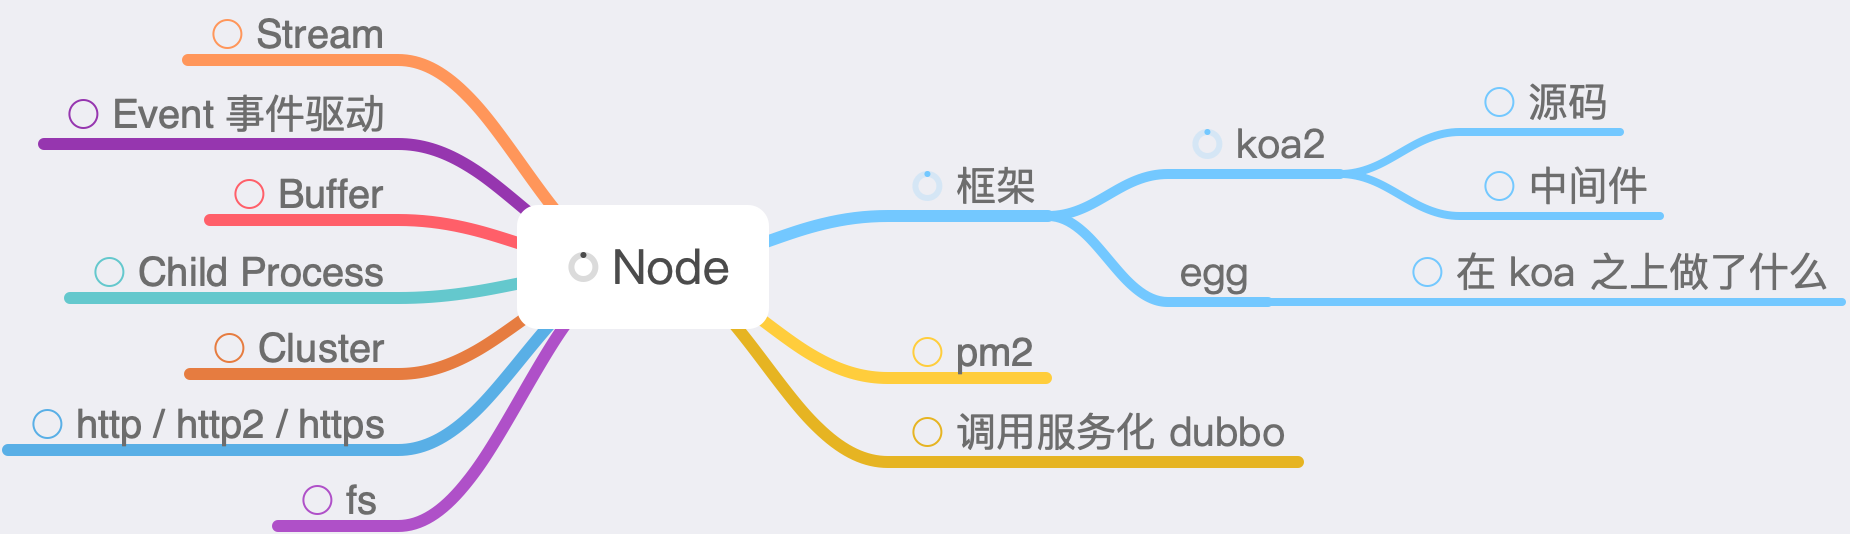 Stream
Event 事件驱动
Buffer
Child Process
Cluster
http / http2 / https
fs
Node
框架
koa2
源码
中间件
egg
在 koa 之上做了什么
pm2
调用服务化 dubbo